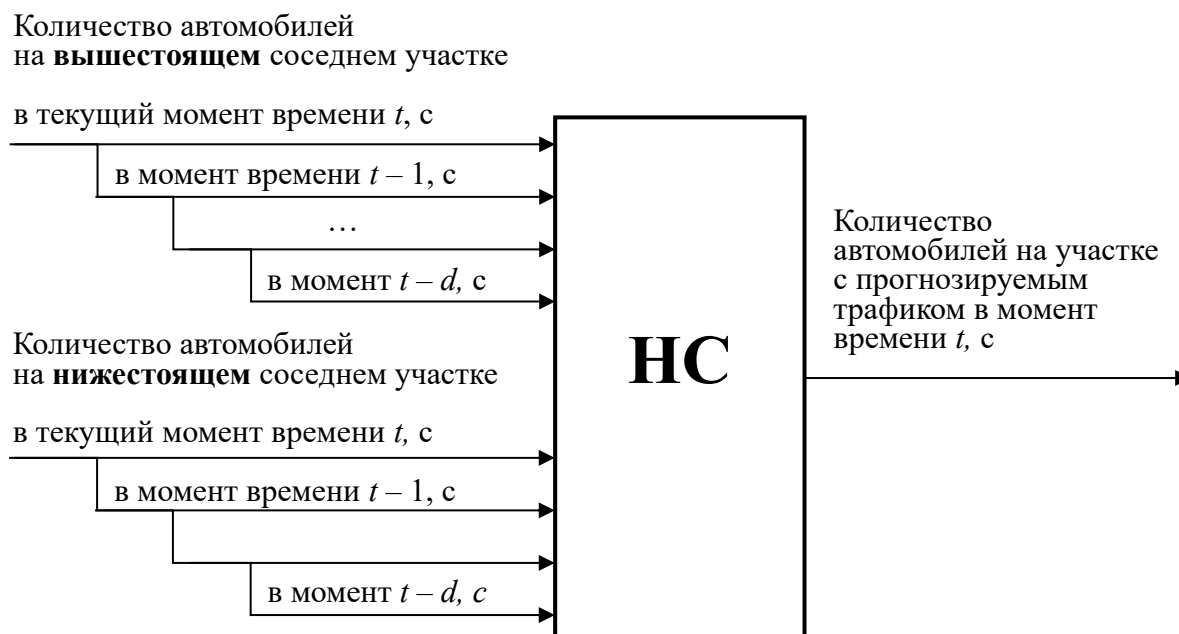 Количество автомобилей
на вышестоящем соседнем участке
в текущий момент времени t, с
в момент времени t – 1, с
…
в момент t – d, с
Количество автомобилей
на нижестоящем соседнем участке
в текущий момент времени t, с
в момент времени t – 1, с
в момент t – d, с
НС
Количество
автомобилей на участке
с прогнозируемым
трафиком в момент
времени t, с